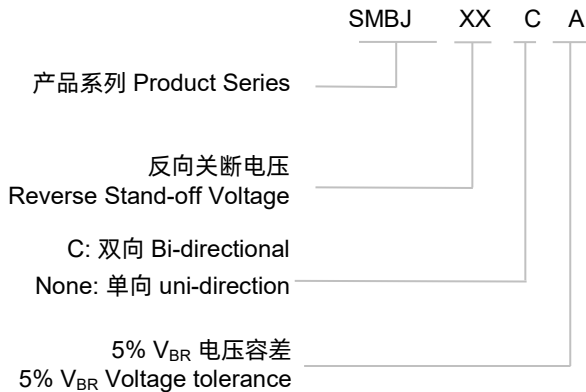 SMBJ XX C A
产品系列 Product Series
反向关断电压
Reverse Stand-off Voltage
C: 双向 Bi-directional
None: 单向 uni-direction
5% VBR 电压容差
5% VBR Voltage tolerance